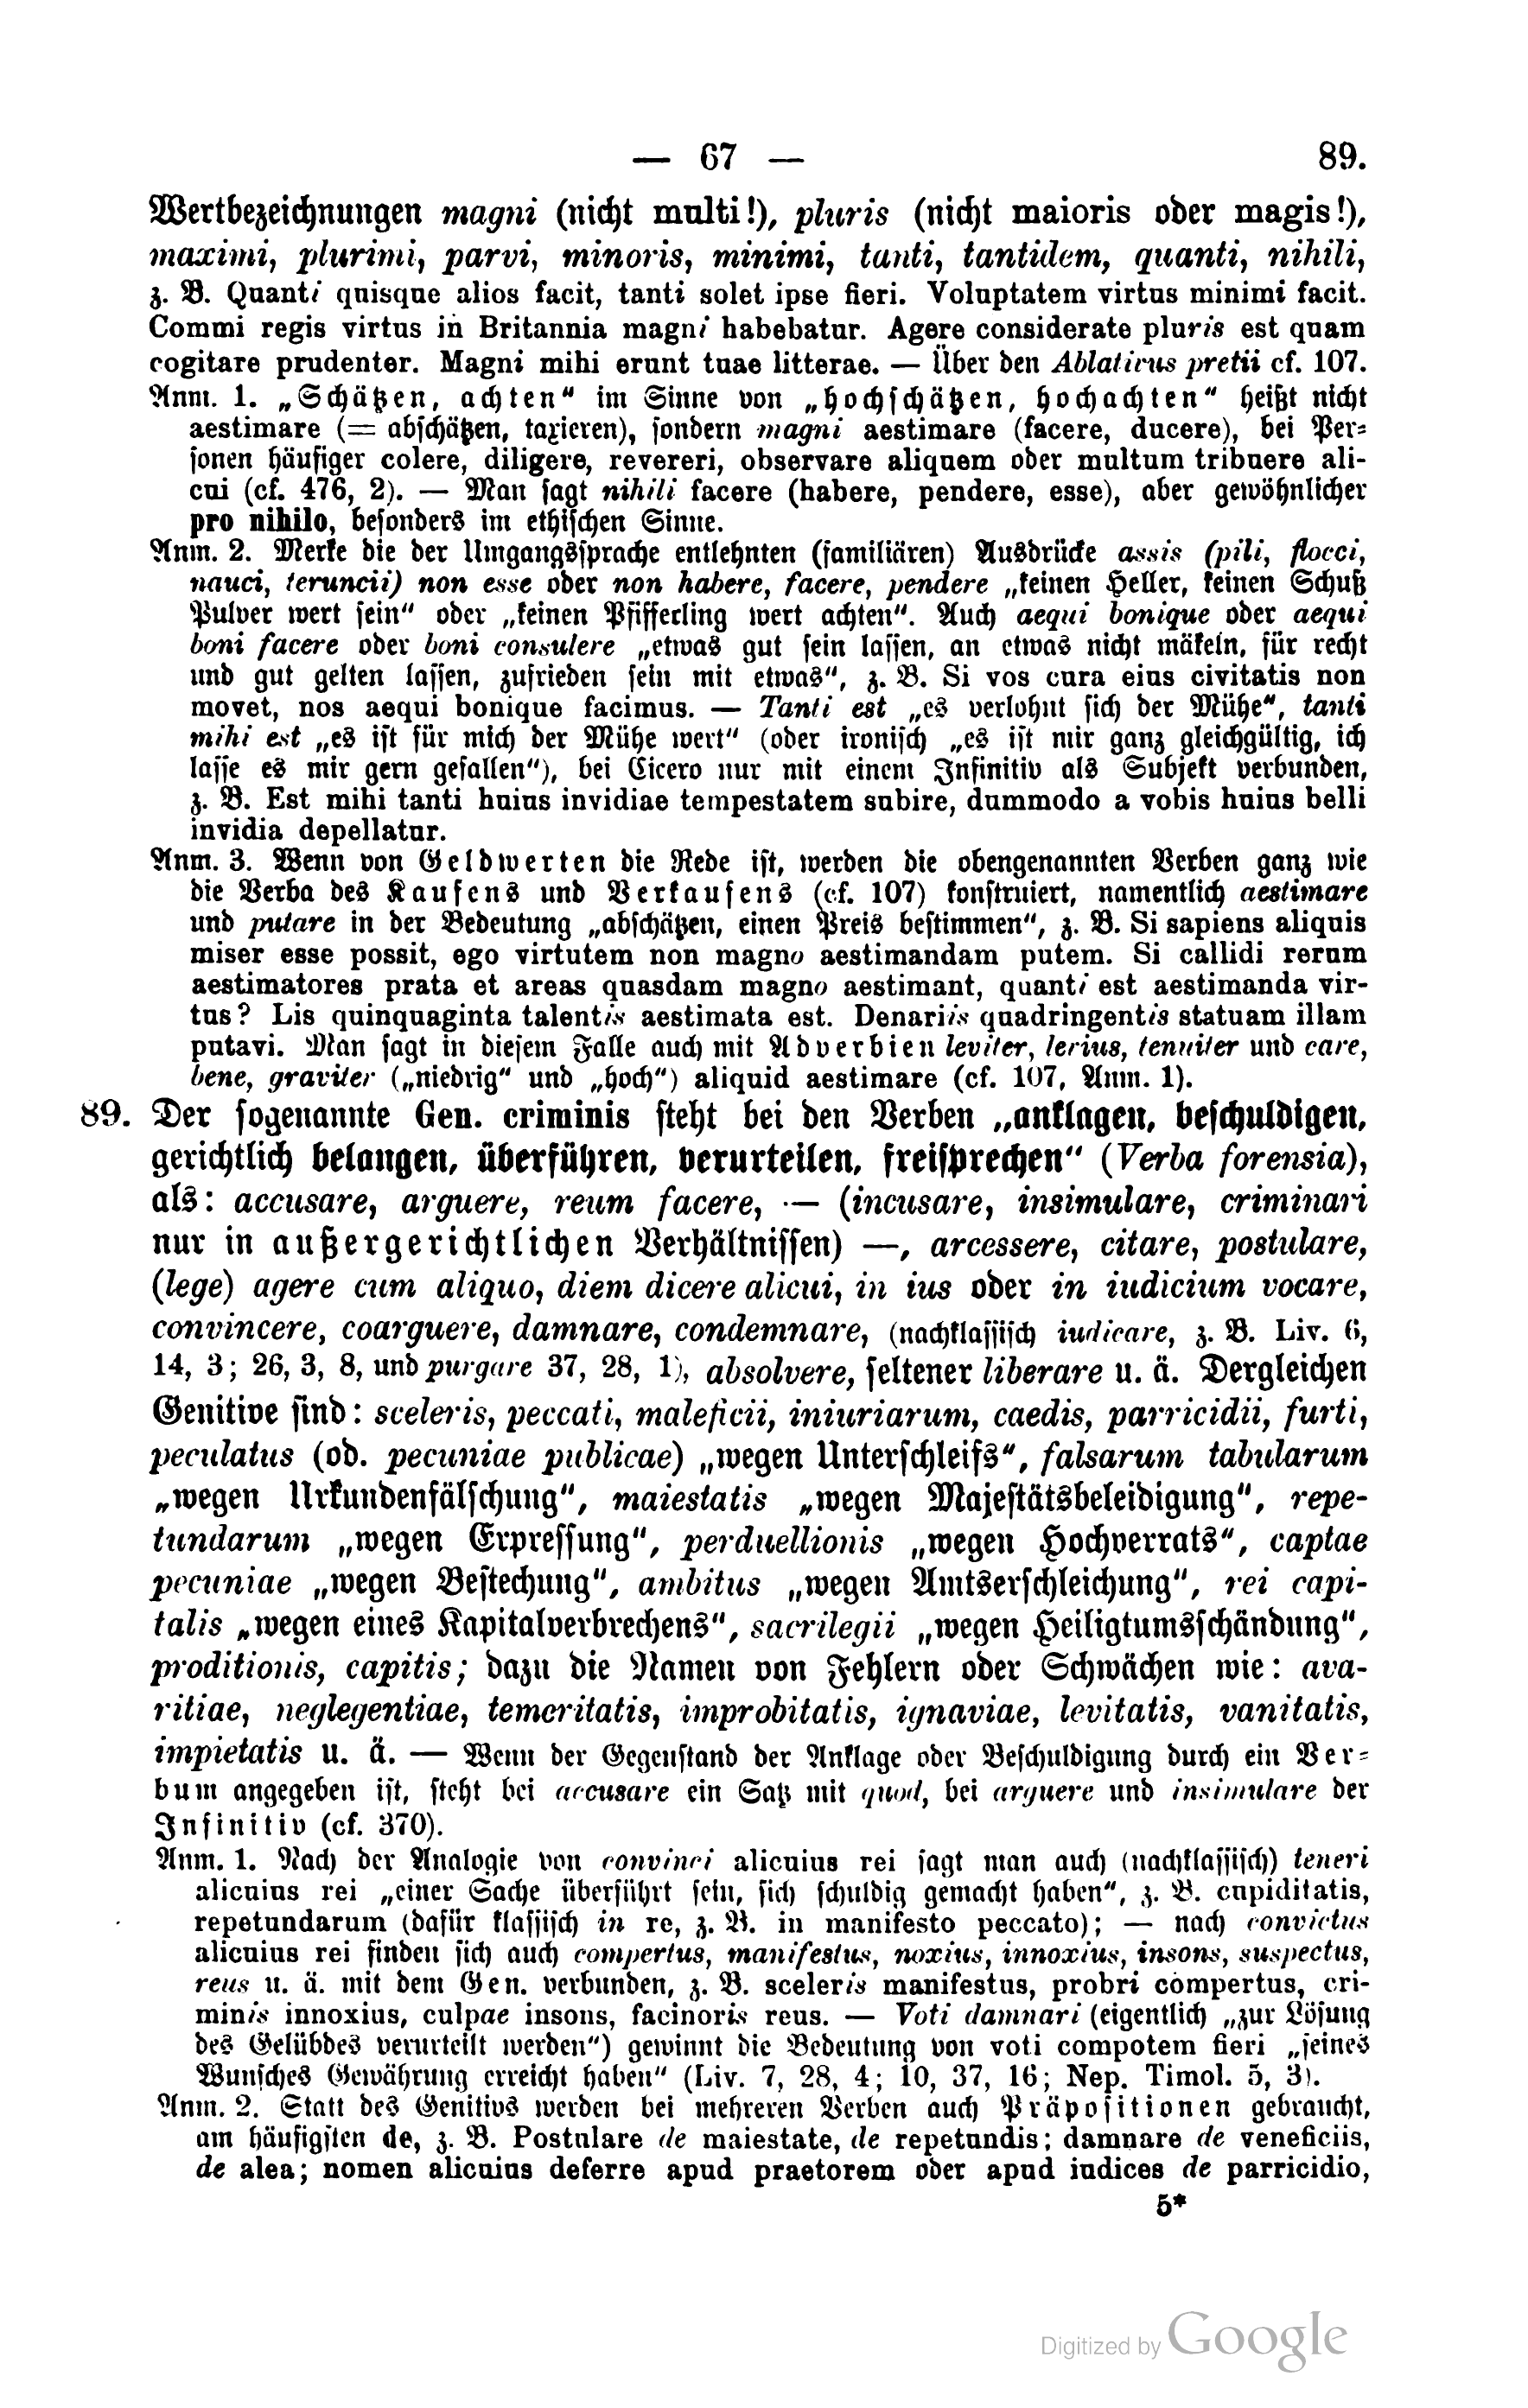 — 67 — 89.
Wertbezeichnungen magni (nicht multi!), pluris (nicht maioris oder magis!),
maximi, plurimi, parvi, minoris, minimi, tanti, tantidem, quanti, nihili,
z. B. Quanti quisque alios facit, tanti solet ipse fieri. Voluptatem virtus minimi facit.
Commi regis virtus in Britannia magni habebatur. Agere considerate pluris est quam
cogitare prudenter. Magni mihi erunt tuae litterae. — Über den Ablativus pretii cf. 107.
Anm. 1. „Schätzen, achten" im Sinne von „hochschätzen, hochachten" heißt nicht
aestimare (= abschätzen, taxieren), sondern magni aestimare (facere, ducere), bei Per-
sonen häufiger colere, diligere, revereri, observare aliquem oder multum tribuere ali-
cui (cf. 476, 2). — Man sagt nihili facere (habere, pendere, esse), aber gewöhnlicher
pro nihilo, besonders im ethischen Sinne.
Anm. 2. Merke die der Umgangssprache entlehnten (familiären) Ausdrücke assis (pili, flocci,
nauci, teruncii) non esse oder non habere, facere, pendere „keinen Heller, keinen Schuß
Pulver wert sein" oder „keinen Pfifferling wert achten". Auch aequi bonique oder aequi
boni facere oder boni consulere „etwas gut sein lassen, an etwas nicht mäkeln, für recht
und gut gelten lassen, zufrieden sein mit etwas", z. B. Si vos cura eius civitatis non
movet, nos aequi bonique facimus. — Tanti est „es verlohnt sich der Mühe", tanti
mihi est „es ist für mich der Mühe wert" (oder ironisch „es ist mir ganz gleichgültig, ich
lasse es mir gern gefallen"), bei Cicero nur mit einem Infinitiv als Subjekt verbunden,
z. B. Est mihi tanti huius invidiae tempestatem subire, dummodo a vobis huius belli
invidia depellatur.
Anm. 3. Wenn von Geldwerten die Rede ist, werden die obengenannten Verben ganz wie
die Verba des Kaufens und Verkaufens (cf. 107) konstruiert, namentlich aestimare
und putare in der Bedeutung „abschätzen, einen Preis bestimmen", z. B. Si sapiens aliquis
miser esse possit, ego virtutem non magno aestimandam putem. Si callidi rerum
aestimatores prata et areas quasdam magno aestimant, quanti est aestimanda vir-
tus? Lis quinquaginta talentis aestimata est. Denariis quadringentis statuam illam
putavi. Man sagt in diesem Falle auch mit Adverbien leviter, levius, tenuiter und care,
bene, graviter („niedrig" und „hoch") aliquid aestimare (cf. 107, Anm. 1).
89. Der sogenannte Gen. criminis steht bei den Verben „anklagen, beschuldigen,
gerichtlich belangen, überführen, verurteilen, freisprechen" (Verba forensia),
als: accusare, arguere, reum facere, — (incusare, insimulare, criminari
nur in außergerichtlichen Verhältnissen) —, arcessere, citare, postulare,
(lege) agere cum aliquo, diem dicere alicui, in ius oder in iudicium vocare,
convincere, coarguere, damnare, condemnare, (nachklassisch iudicare, z. B. Liv. 6,
14, 3; 26, 3, 8, und purgare 37, 28, 1), absolvere, seltener liberare u. ä. Dergleichen
Genitive sind: sceleris, peccati, maleficii, iniuriarum, caedis, parricidii, furti,
peculatus (od. pecuniae publicae) „wegen Unterschleifs", falsarum tabularum
„wegen Urkundenfälschung", maiestatis „wegen Majestätsbeleidigung", repe-
tundarum „wegen Erpressung", perduellionis „wegen Hochverrats", captae
pecuniae „wegen Bestechung", ambitus „wegen Amtserschleichung", rei capi-
talis „wegen eines Kapitalverbrechens", sacrilegii „wegen Heiligtumsschändung",
proditionis, capitis; dazu die Namen von Fehlern oder Schwächen wie: ava-
ritiae, neglegentiae, temeritatis, improbitatis, ignaviae, levitatis, vanitatis,
impietatis u. ä. — Wenn der Gegenstand der Anklage oder Beschuldigung durch ein Ver-
bum angegeben ist, steht bei accusare ein Satz mit quod, bei arguere und insimulare der
Infinitiv (cf. 370).
Anm. 1. Nach der Analogie von convinci alicuius rei sagt man auch (nachklassisch) teneri
alicuius rei „einer Sache überführt sein, sich schuldig gemacht haben", z. B. cupiditatis,
repetundarum (dafür klassisch in re, z. B. in manifesto peccato); — nach convictus
alicuius rei finden sich auch compertus, manifestus, noxius, innoxius, insons, suspectus,
reus u. ä. mit dem Gen. verbunden, z. B. sceleris manifestus, probri compertus, cri-
minis innoxius, culpae insons, facinoris reus. — Voti damnari (eigentlich „zur Lösung
des Gelübdes verurteilt werden") gewinnt die Bedeutung von voti compotem fieri „seines
Wunsches Gewährung erreicht haben" (Liv. 7, 28, 4; 10, 37, 16; Nep. Timol. 5, 3).
Anm. 2. Statt des Genitivs werden bei mehreren Verben auch Präpositionen gebraucht,
am häufigsten de, z. B. Postulare de maiestate, de repetundis; damnare de veneficiis,
de alea; nomen alicuius deferre apud praetorem oder apud iudices de parricidio,
5*
Digitized by Google